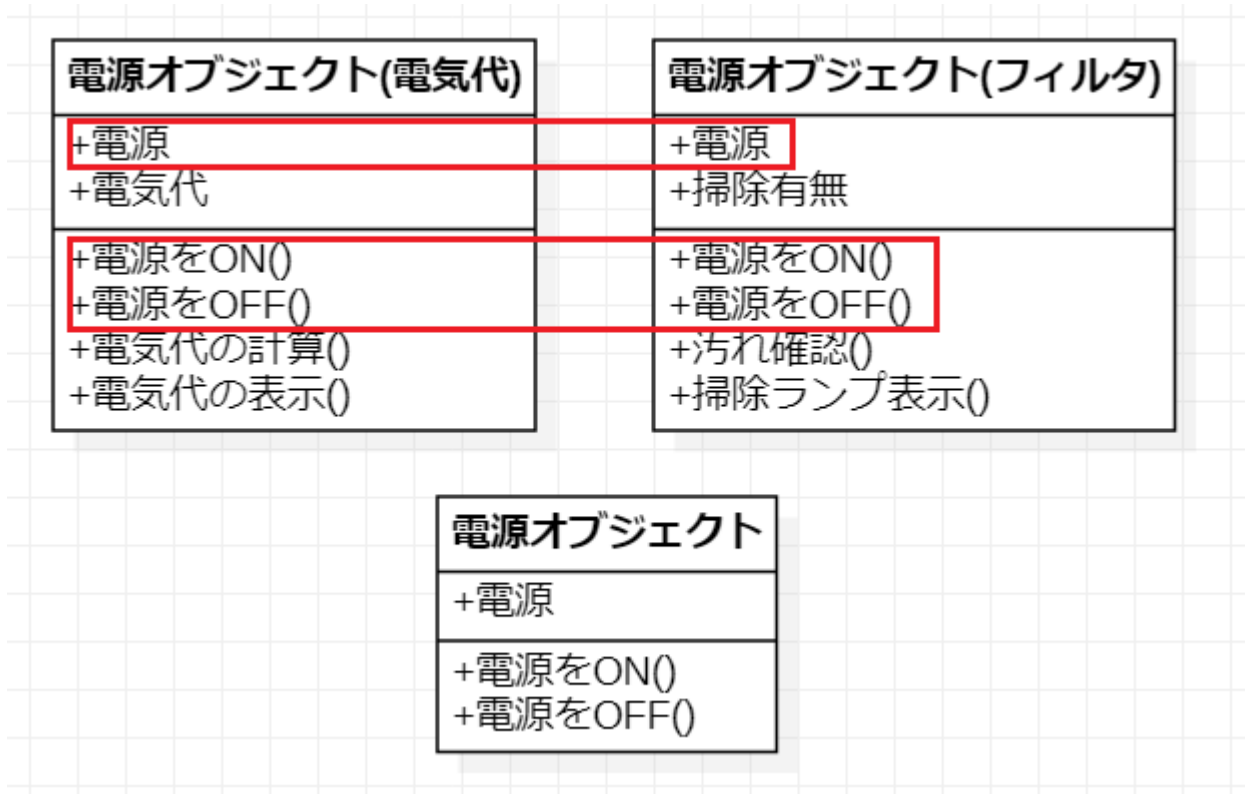 電源オブジェクト(電気代)
+電源
+電気代
+電源をON()
+電源をOFF()
+電気代の計算()
+電気代の表示()
電源オブジェクト(フィルタ)
+電源
+掃除有無
+電源をON()
+電源をOFF()
+汚れ確認()
+掃除ランプ表示()
電源オブジェクト
+電源
+電源をON()
+電源をOFF()